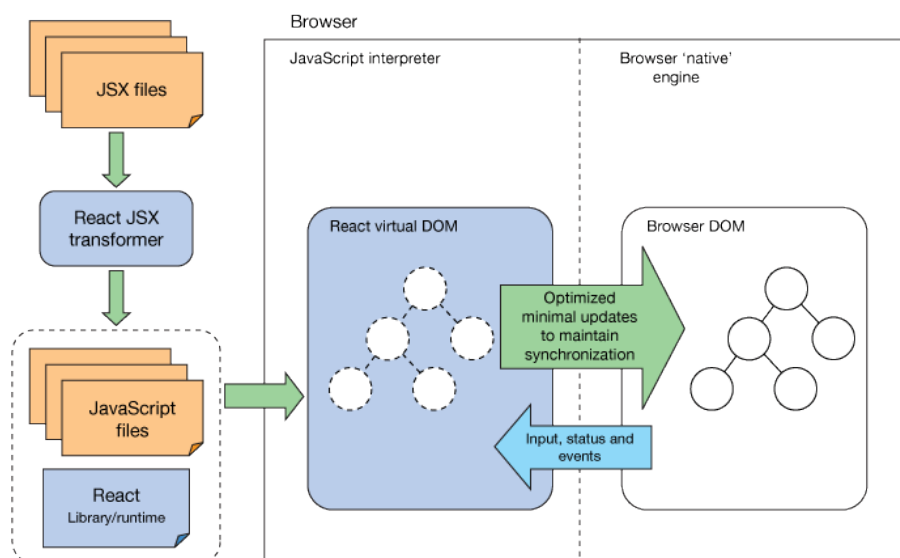 Browser
JSX files
JavaScript interpreter
Browser ‘native’
engine
React JSX
transformer
React virtual DOM
Browser DOM
Optimized
minimal updates
to maintain
synchronization
JavaScript
files
Input, status and
events
React
Library/runtime